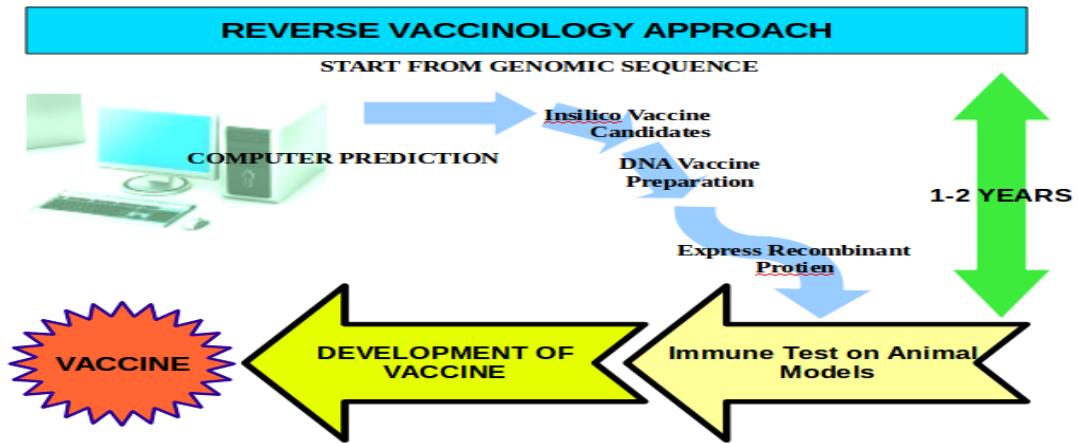 REVERSE VACCINOLOGY APPROACH
START FROM GENOMIC SEQUENCE
Insilico Vaccine
Candidates
COMPUTER PREDICTION
DNA Vaccine
Preparation
1-2 YEARS
Express Recombinant
Protien
VACCINE
DEVELOPMENT OF
VACCINE
Immune Test on Animal
Models